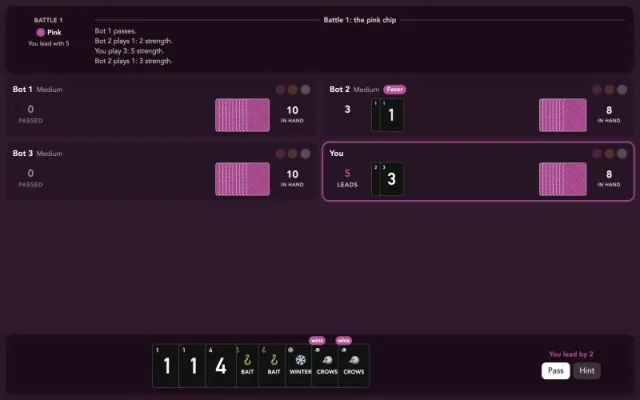 BATTLE 1
Battle 1: the pink chip
Pink
You lead with 5
Bot 1 passes.
Bot 2 plays 1: 2 strength.
You play 3: 5 strength.
Bot 2 plays 1: 3 strength.
Bot 1 Medium
0
PASSED
10
IN HAND
Bot 2 Medium Favor
3
1
1
1
8
IN HAND
Bot 3 Medium
0
PASSED
10
IN HAND
You
5
LEADS
2
3
3
8
IN HAND
1
1
1
1
4
4
BAIT
BAIT
WINTER
wins
CROWS
wins
CROWS
You lead by 2
Pass
Hint